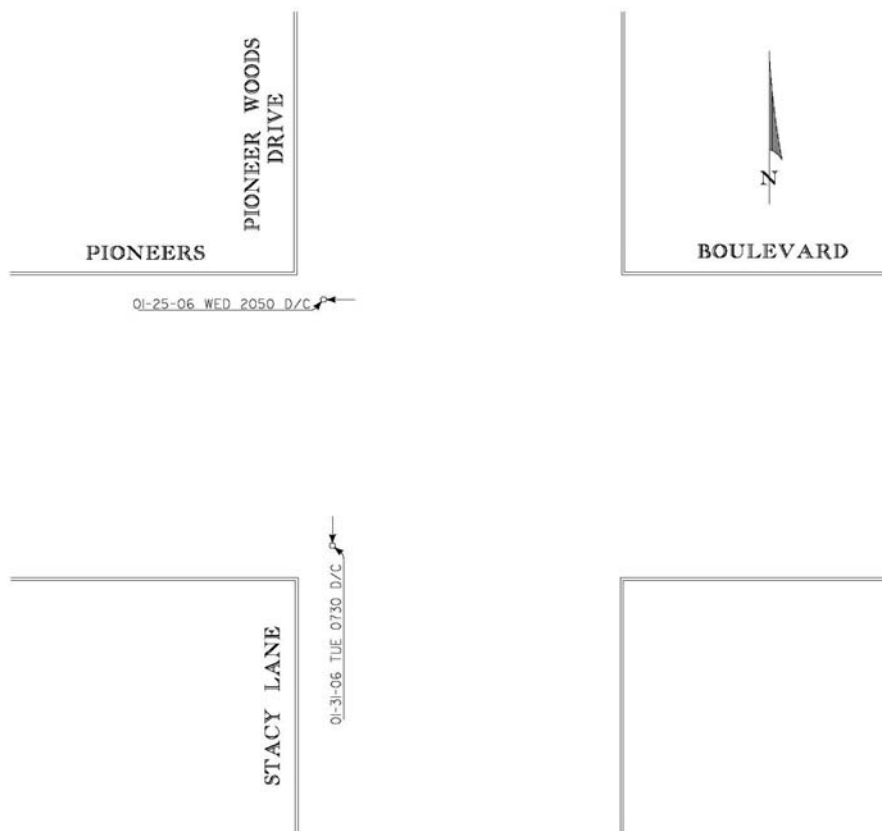 PIONEER WOODS
DRIVE
N
PIONEERS
BOULEVARD
01-25-06 WED 2050 D/C
01-31-06 TUE 0730 D/C
STACY LANE